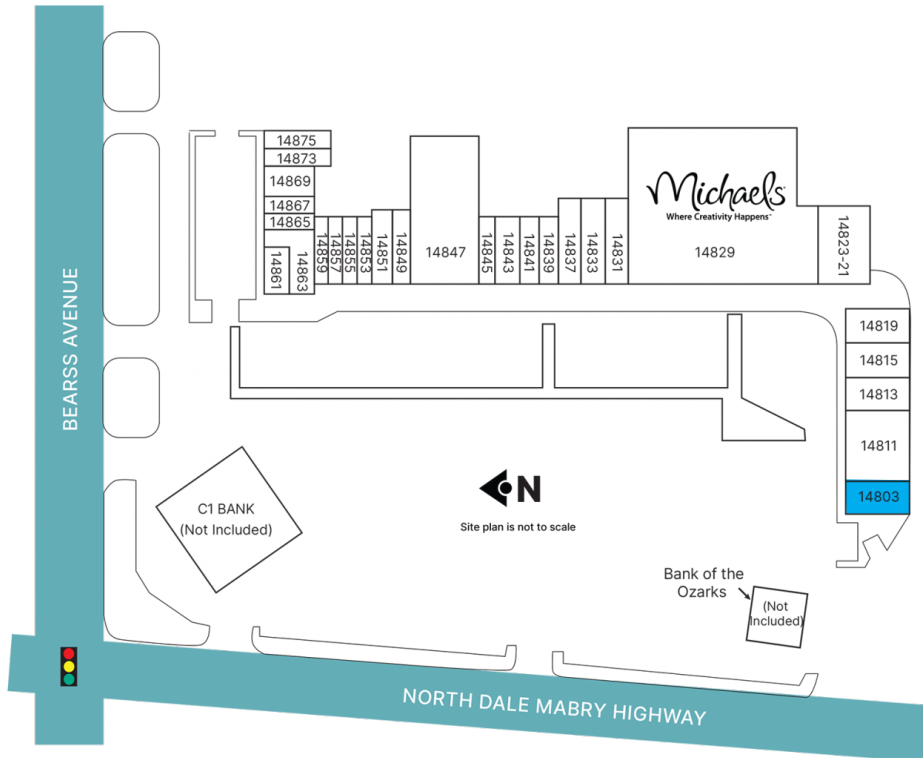 14875
14873
14869
14867
14865
14861
14863
14859
14857
14855
14853
14851
14849
14847
14845
14843
14841
14839
14837
14833
14831
Michaels
Where Creativity Happens™
14829
14823-21
14819
14815
14813
14811
14803
BEARSS AVENUE
C1 BANK
(Not Included)
N
Site plan is not to scale
Bank of the
Ozarks
(Not
Included)
NORTH DALE MABRY HIGHWAY